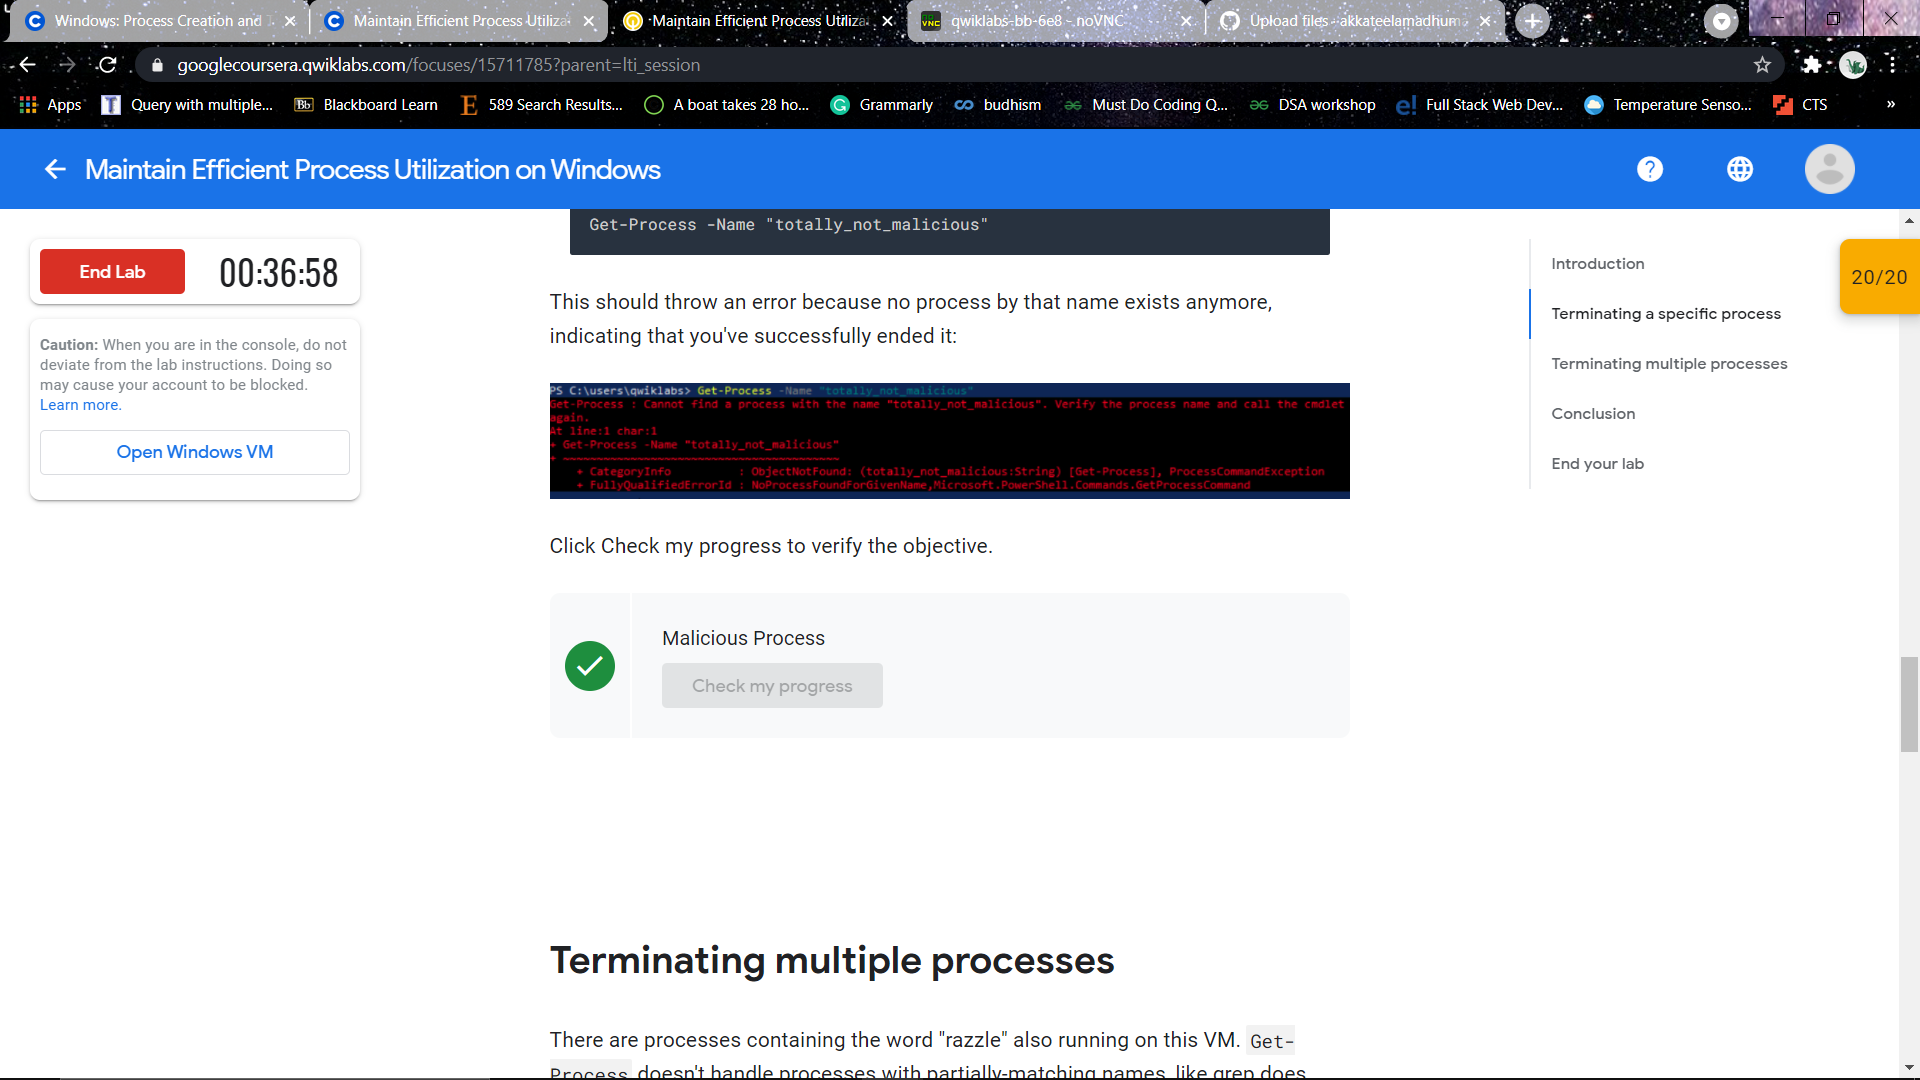 Windows: Process Creation and T
Maintain Efficient Process Utiliza
Maintain Efficient Process Utiliza
VNC
qwiklabs-bb-6e8 - noVNC
Upload files · akkateelamadhuma
googlecoursera.qwiklabs.com/focuses/15711785?parent=lti_session
Apps
T
Query with multiple...
Bb
Blackboard Learn
E
589 Search Results...
A boat takes 28 ho...
Grammarly
budhism
Must Do Coding Q...
DSA workshop
e!
Full Stack Web Dev...
Temperature Senso...
CTS
»
Maintain Efficient Process Utilization on Windows
?
End Lab
00:36:58
Caution: When you are in the console, do not
deviate from the lab instructions. Doing so
may cause your account to be blocked.
Learn more.
Open Windows VM
Get-Process -Name "totally_not_malicious"
This should throw an error because no process by that name exists anymore,
indicating that you've successfully ended it:
PS C:\users\qwiklabs> Get-Process -Name "totally_not_malicious"
Get-Process : Cannot find a process with the name "totally_not_malicious". Verify the process name and call the cmdlet
again.
At line:1 char:1
+ Get-Process -Name "totally_not_malicious"
+ ~~~~~~~~~~~~~~~~~~~~~~~~~~~~~~~~~~~~~~~~~
+ CategoryInfo : ObjectNotFound: (totally_not_malicious:String) [Get-Process], ProcessCommandException
+ FullyQualifiedErrorId : NoProcessFoundForGivenName,Microsoft.PowerShell.Commands.GetProcessCommand
Click Check my progress to verify the objective.
Malicious Process
Check my progress
Terminating multiple processes
There are processes containing the word "razzle" also running on this VM. Get-
Process doesn't handle processes with partially-matching names, like grep does
Introduction
Terminating a specific process
Terminating multiple processes
Conclusion
End your lab
20/20